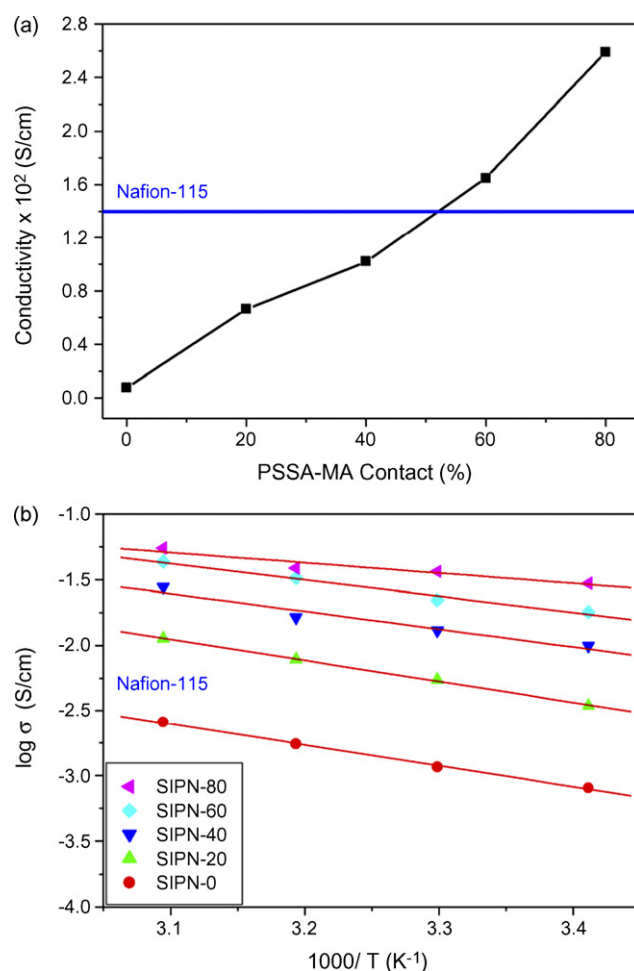 (a)
2.8
2.4
2.0
1.6
1.2
0.8
0.4
0.0
Conductivity x 10² (S/cm)
Nafion-115
0 20 40 60 80
PSSA-MA Contact (%)
(b)
-1.0
-1.5
-2.0
-2.5
-3.0
-3.5
-4.0
log σ (S/cm)
Nafion-115
SIPN-80
SIPN-60
SIPN-40
SIPN-20
SIPN-0
3.1 3.2 3.3 3.4
1000/ T (K⁻¹)